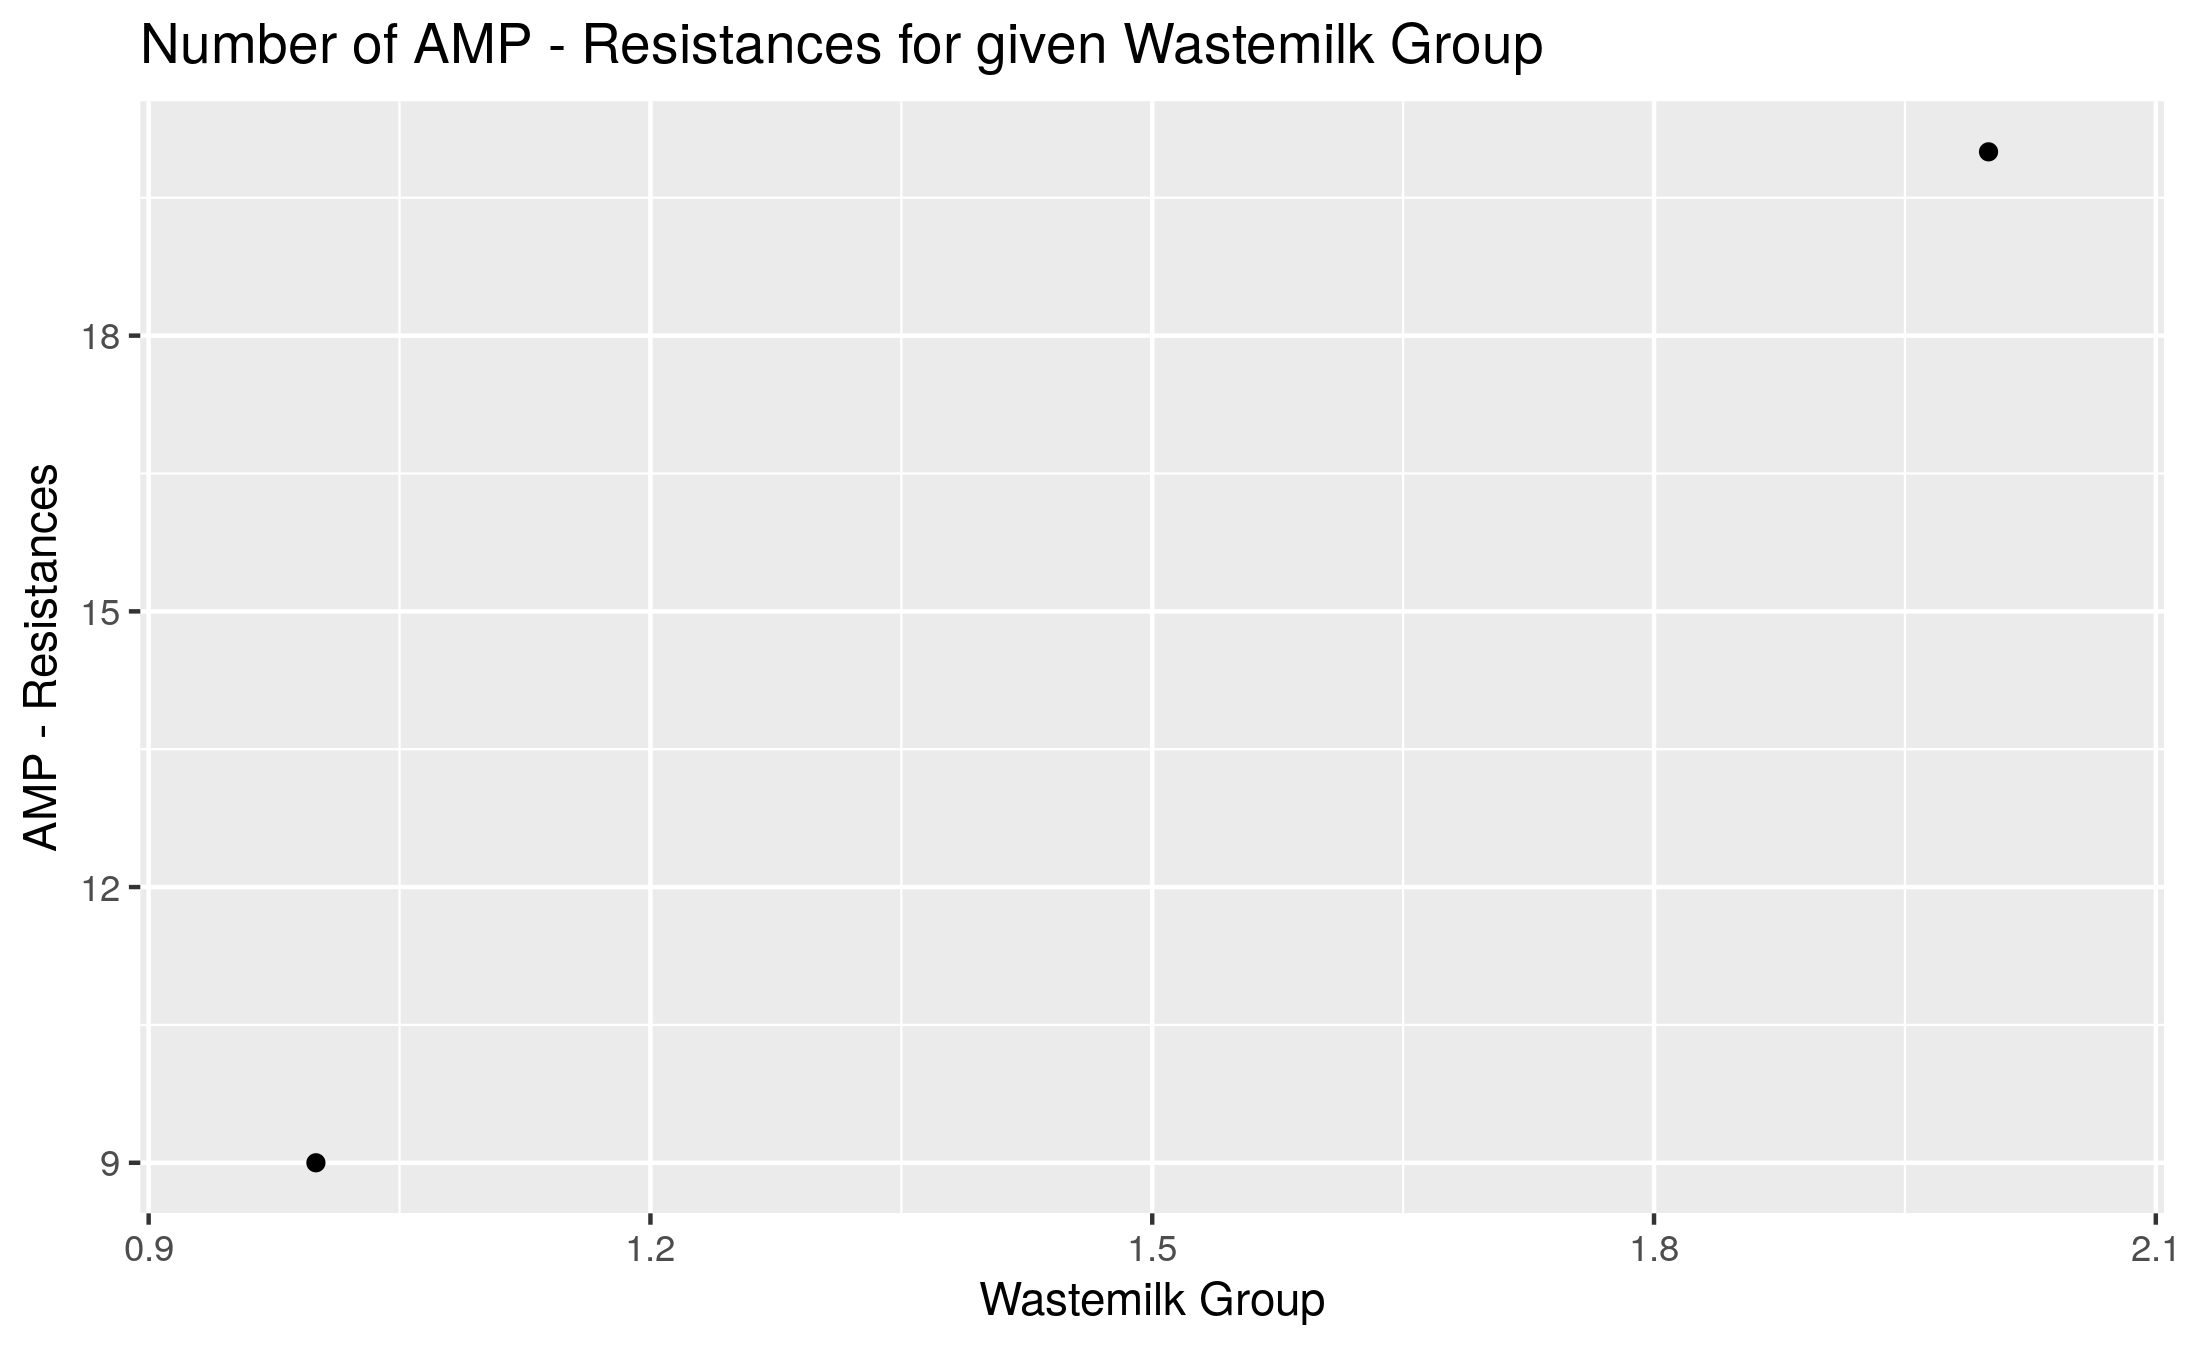 Number of AMP - Resistances for given Wastemilk Group
AMP - Resistances
18
15
12
9
0.9 1.2 1.5 1.8 2.1
Wastemilk Group